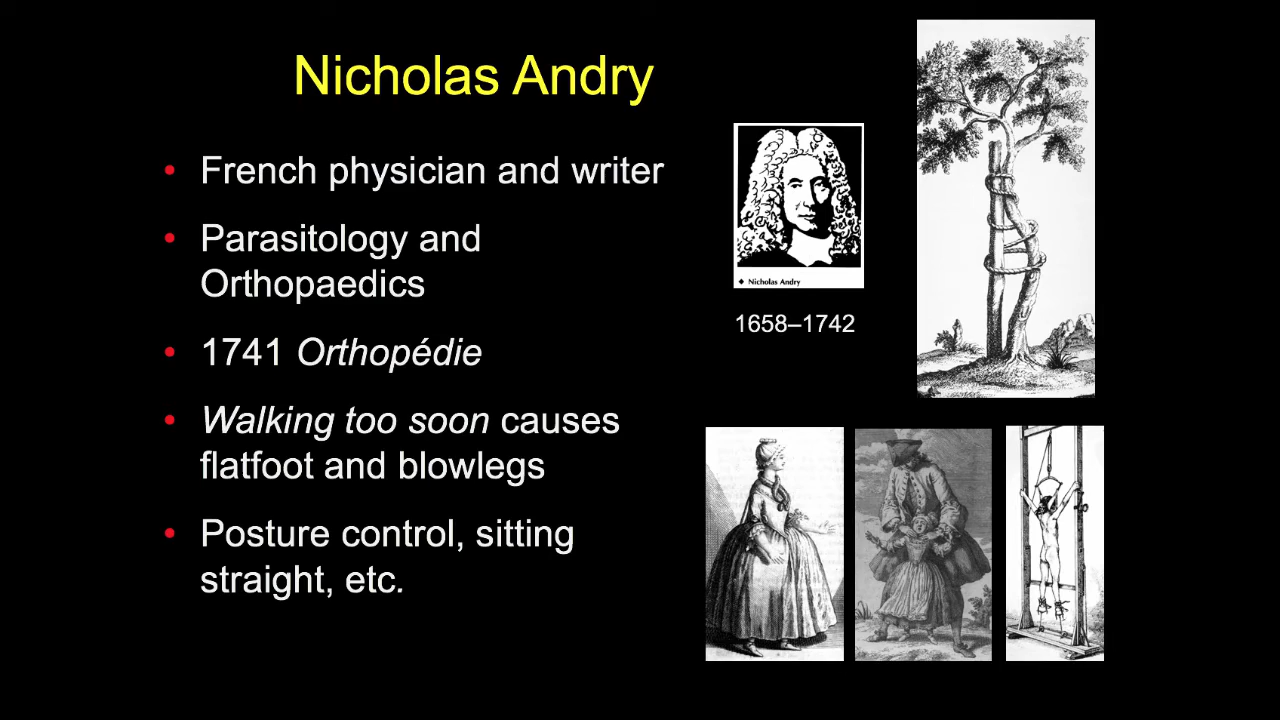 Nicholas Andry
• French physician and writer
• Parasitology and
Orthopaedics
• 1741 Orthopédie
• Walking too soon causes
flatfoot and blowlegs
• Posture control, sitting
straight, etc.
♦ Nicholas Andry
1658–1742